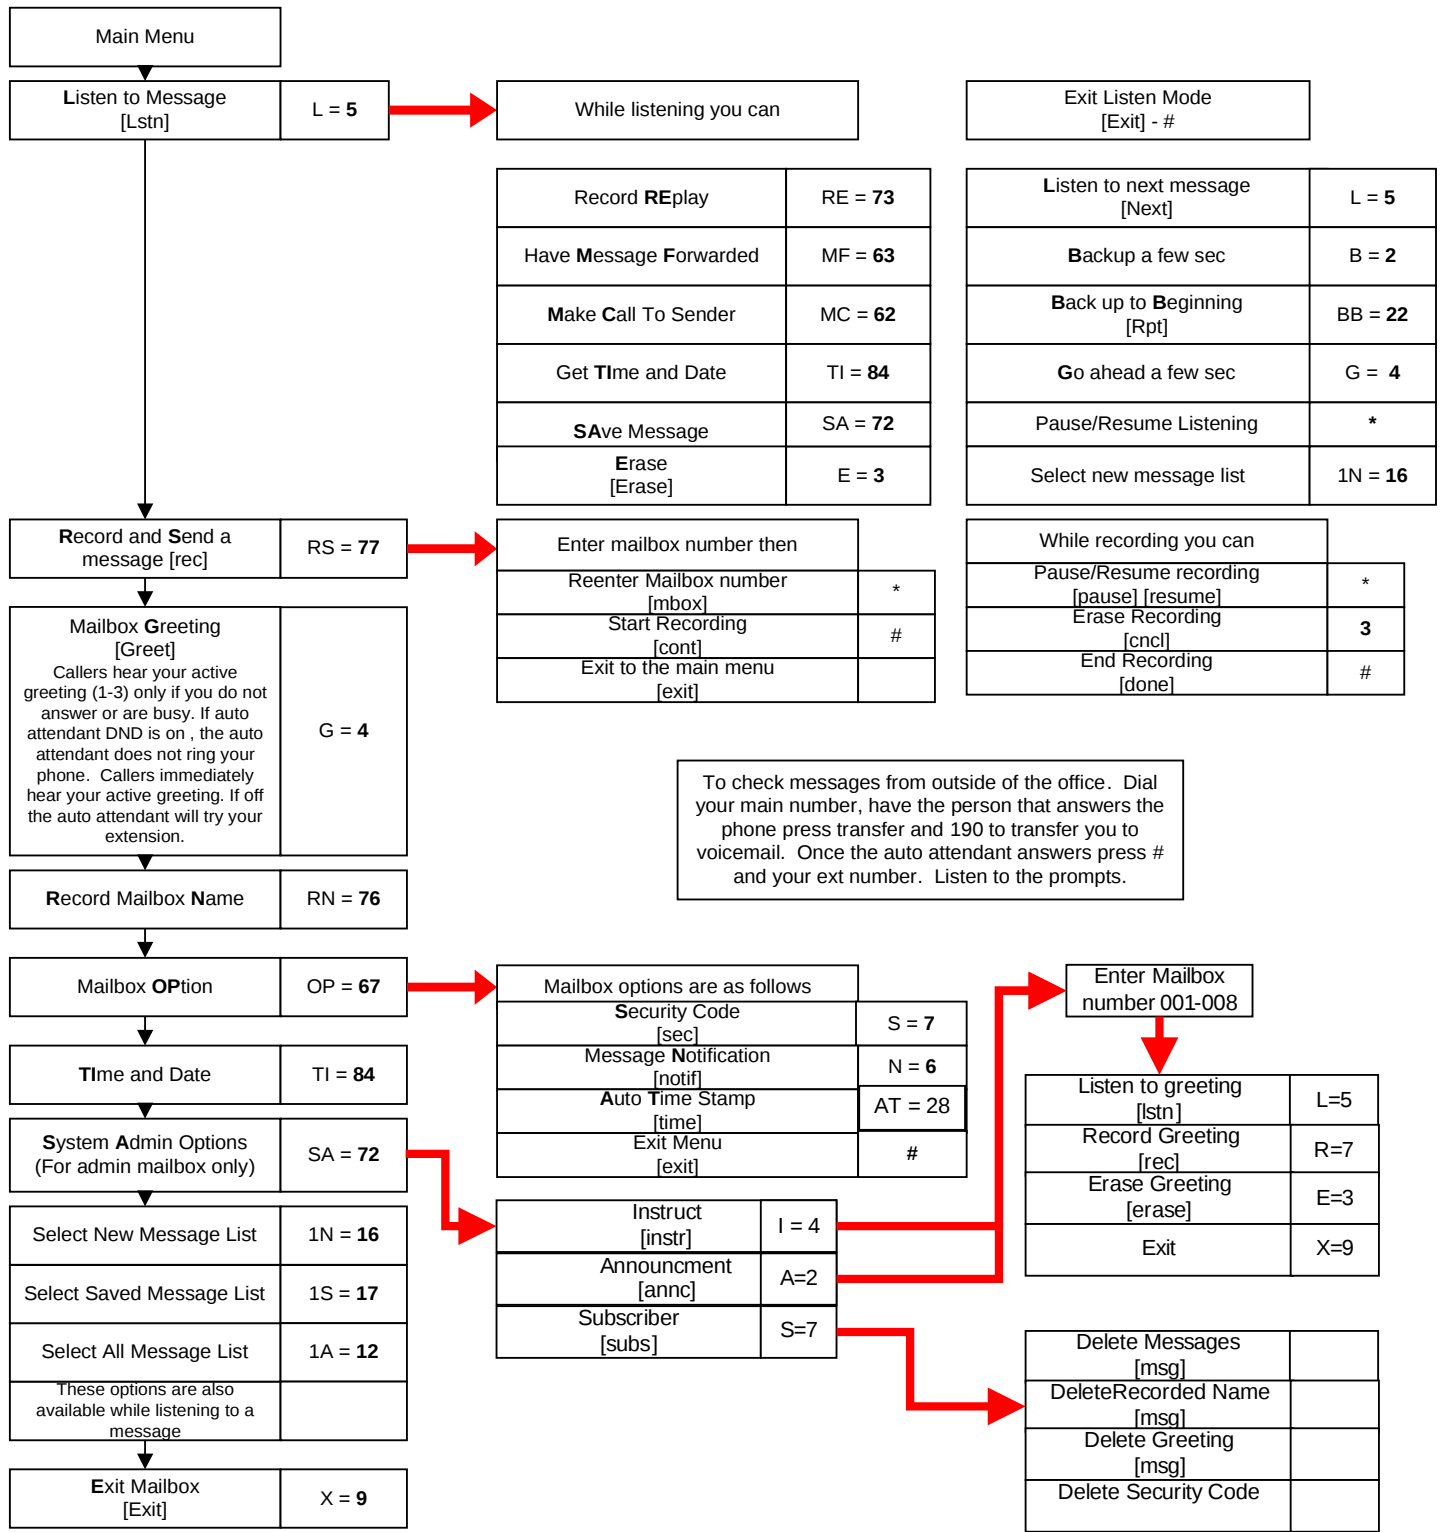 Main Menu
Listen to Message
[Lstn]
L = 5
While listening you can
Exit Listen Mode
[Exit] - #
Record REplay
RE = 73
Have Message Forwarded
MF = 63
Make Call To Sender
MC = 62
Get TIme and Date
TI = 84
SAve Message
SA = 72
Erase
[Erase]
E = 3
Listen to next message
[Next]
L = 5
Backup a few sec
B = 2
Back up to Beginning
[Rpt]
BB = 22
Go ahead a few sec
G =  4
Pause/Resume Listening
*
Select new message list
1N = 16
Record and Send a
message [rec]
RS = 77
Enter mailbox number then
Reenter Mailbox number
[mbox]
*
Start Recording
[cont]
#
Exit to the main menu
[exit]
While recording you can
Pause/Resume recording
[pause] [resume]
*
Erase Recording
[cncl]
3
End Recording
[done]
#
Mailbox Greeting
[Greet]
Callers hear your active
greeting (1-3) only if you do not
answer or are busy. If auto
attendant DND is on , the auto
attendant does not ring your
phone.  Callers immediately
hear your active greeting. If off
the auto attendant will try your
extension.
G = 4
To check messages from outside of the office.  Dial
your main number, have the person that answers the
phone press transfer and 190 to transfer you to
voicemail.  Once the auto attendant answers press #
and your ext number.  Listen to the prompts.
Record Mailbox Name
RN = 76
Mailbox OPtion
OP = 67
Mailbox options are as follows
Security Code
[sec]
S = 7
Message Notification
[notif]
N = 6
Auto Time Stamp
[time]
AT = 28
Exit Menu
[exit]
#
Enter Mailbox
number 001-008
Listen to greeting
[lstn]
L=5
Record Greeting
[rec]
R=7
Erase Greeting
[erase]
E=3
Exit
X=9
TIme and Date
TI = 84
System Admin Options
(For admin mailbox only)
SA = 72
Instruct
[instr]
I = 4
Announcment
[annc]
A=2
Subscriber
[subs]
S=7
Select New Message List
1N = 16
Select Saved Message List
1S = 17
Select All Message List
1A = 12
These options are also
available while listening to a
message
Delete Messages
[msg]
DeleteRecorded Name
[msg]
Delete Greeting
[msg]
Delete Security Code
Exit Mailbox
[Exit]
X = 9